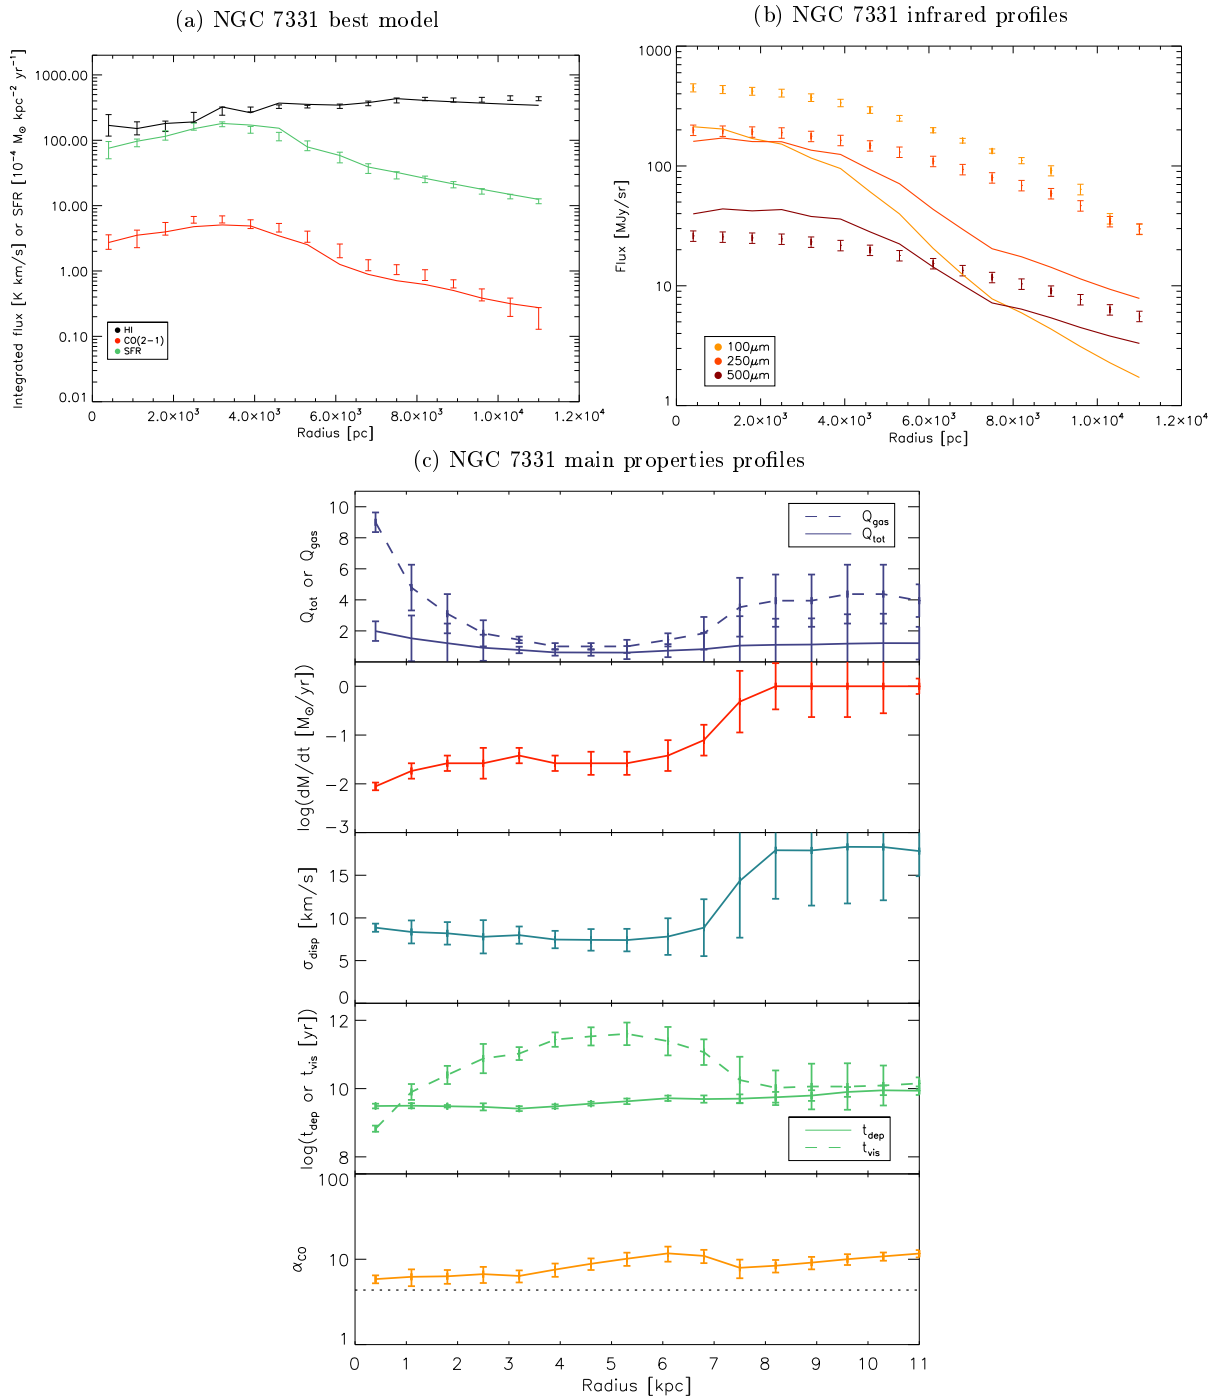 (a) NGC 7331 best model
Integrated flux [K km/s] or SFR [10⁻⁴ M⊙ kpc⁻² yr⁻¹]
1000.00
100.00
10.00
1.00
0.10
0.01
HI
CO(2−1)
SFR
0 2.0×10³ 4.0×10³ 6.0×10³ 8.0×10³ 1.0×10⁴ 1.2×10⁴
Radius [pc]
(b) NGC 7331 infrared profiles
Flux [MJy/sr]
1000
100
10
1
100μm
250μm
500μm
0 2.0×10³ 4.0×10³ 6.0×10³ 8.0×10³ 1.0×10⁴ 1.2×10⁴
Radius [pc]
(c) NGC 7331 main properties profiles
Q_tot or Q_gas
10
8
6
4
2
Q_gas
Q_tot
log(dM/dt [M⊙/yr])
0
−1
−2
−3
σ_disp [km/s]
15
10
5
0
log(t_dep or t_vis [yr])
12
10
8
t_dep
t_vis
α_CO
100
10
1
0 1 2 3 4 5 6 7 8 9 10 11
Radius [kpc]